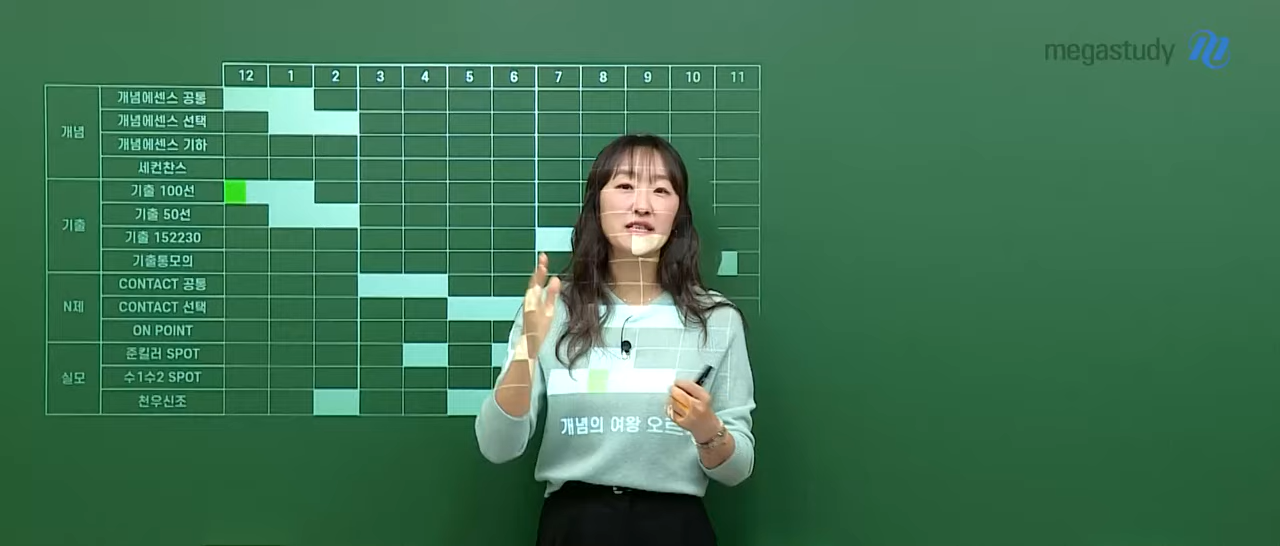 megastudy
12 1 2 3 4 5 6 7 8 9 10 11
개념
개념에센스 공통
개념에센스 선택
개념에센스 기하
세컨찬스
기출
기출 100선
기출 50선
기출 152230
기출통모의
N제
CONTACT 공통
CONTACT 선택
ON POINT
실모
준킬러 SPOT
수1수2 SPOT
천우신조
개념의 여왕